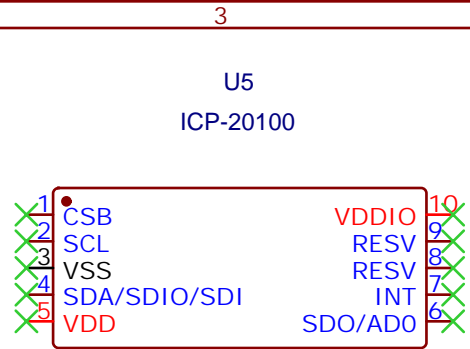 3
U5
ICP-20100
1 CSB VDDIO 10
2 SCL RESV 9
3 VSS RESV 8
4 SDA/SDIO/SDI INT 7
5 VDD SDO/AD0 6